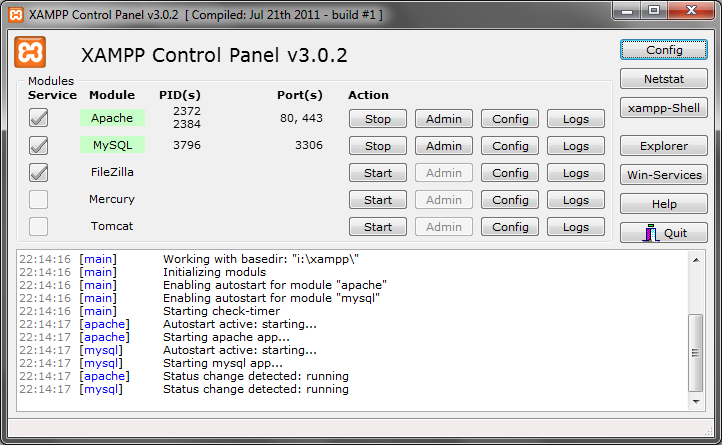 XAMPP Control Panel v3.0.2 [ Compiled: Jul 21th 2011 - build #1 ]
XAMPP Control Panel v3.0.2
Config
Netstat
xampp-Shell
Explorer
Win-Services
Help
Quit
Modules
Service Module PID(s) Port(s) Action
Apache 2372 2384 80, 443 Stop Admin Config Logs
MySQL 3796 3306 Stop Admin Config Logs
FileZilla Start Admin Config Logs
Mercury Start Admin Config Logs
Tomcat Start Admin Config Logs
22:14:16 [main] Working with basedir: "i:\xampp\"
22:14:16 [main] Initializing moduls
22:14:16 [main] Enabling autostart for module "apache"
22:14:16 [main] Enabling autostart for module "mysql"
22:14:16 [main] Starting check-timer
22:14:17 [apache] Autostart active: starting...
22:14:17 [apache] Starting apache app...
22:14:17 [mysql] Autostart active: starting...
22:14:17 [mysql] Starting mysql app...
22:14:17 [apache] Status change detected: running
22:14:17 [mysql] Status change detected: running